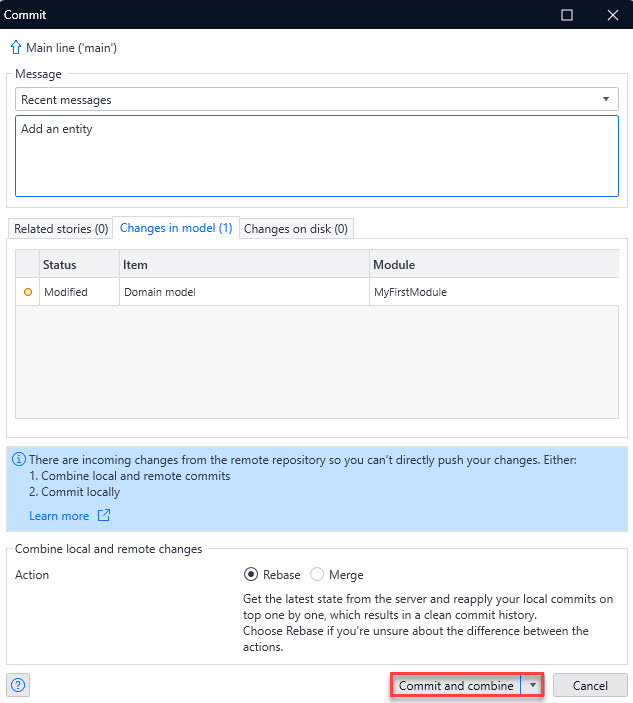 Commit
Main line ('main')
Message
Recent messages
Add an entity
Related stories (0) Changes in model (1) Changes on disk (0)
Status Item Module
Modified Domain model MyFirstModule
There are incoming changes from the remote repository so you can't directly push your changes. Either:
1. Combine local and remote commits
2. Commit locally
Learn more
Combine local and remote changes
Action Rebase Merge
Get the latest state from the server and reapply your local commits on
top one by one, which results in a clean commit history.
Choose Rebase if you're unsure about the difference between the
actions.
? Commit and combine Cancel